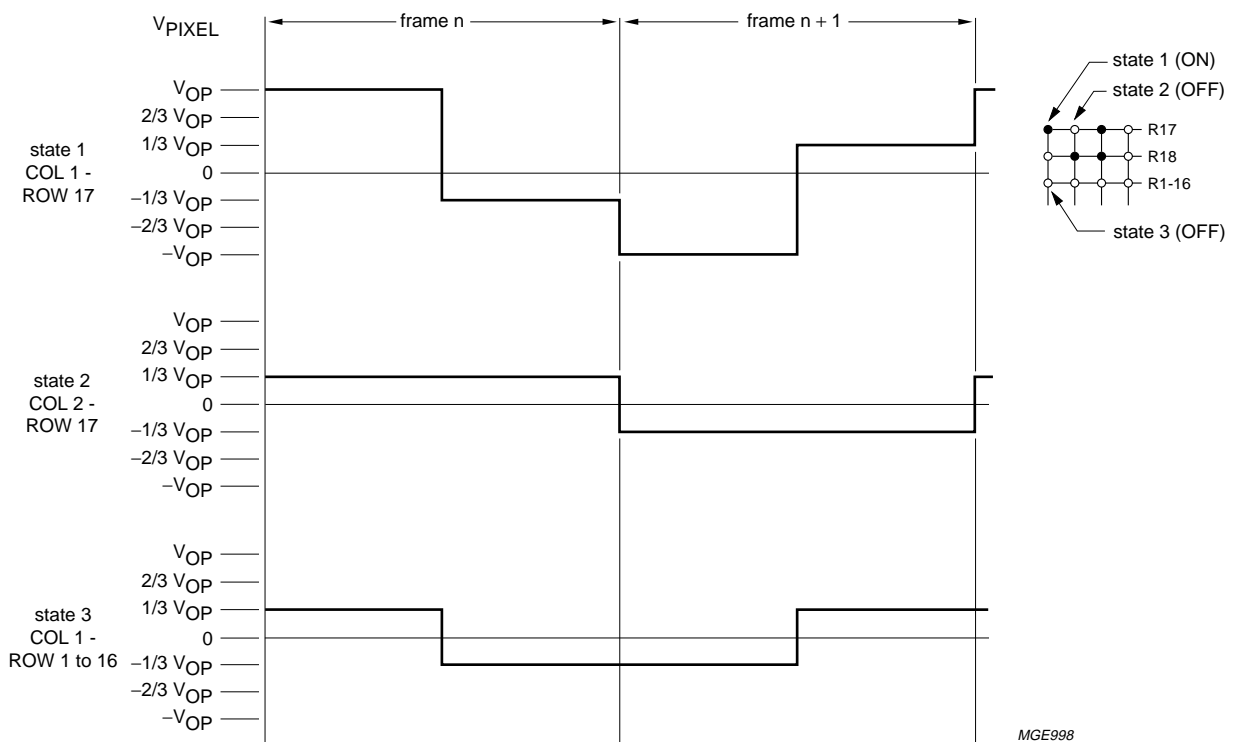 VPIXEL
frame n
frame n + 1
state 1
COL 1 -
ROW 17
VOP
2/3 VOP
1/3 VOP
0
−1/3 VOP
−2/3 VOP
−VOP
state 1 (ON)
state 2 (OFF)
R17
R18
R1-16
state 3 (OFF)
state 2
COL 2 -
ROW 17
VOP
2/3 VOP
1/3 VOP
0
−1/3 VOP
−2/3 VOP
−VOP
state 3
COL 1 -
ROW 1 to 16
VOP
2/3 VOP
1/3 VOP
0
−1/3 VOP
−2/3 VOP
−VOP
MGE998